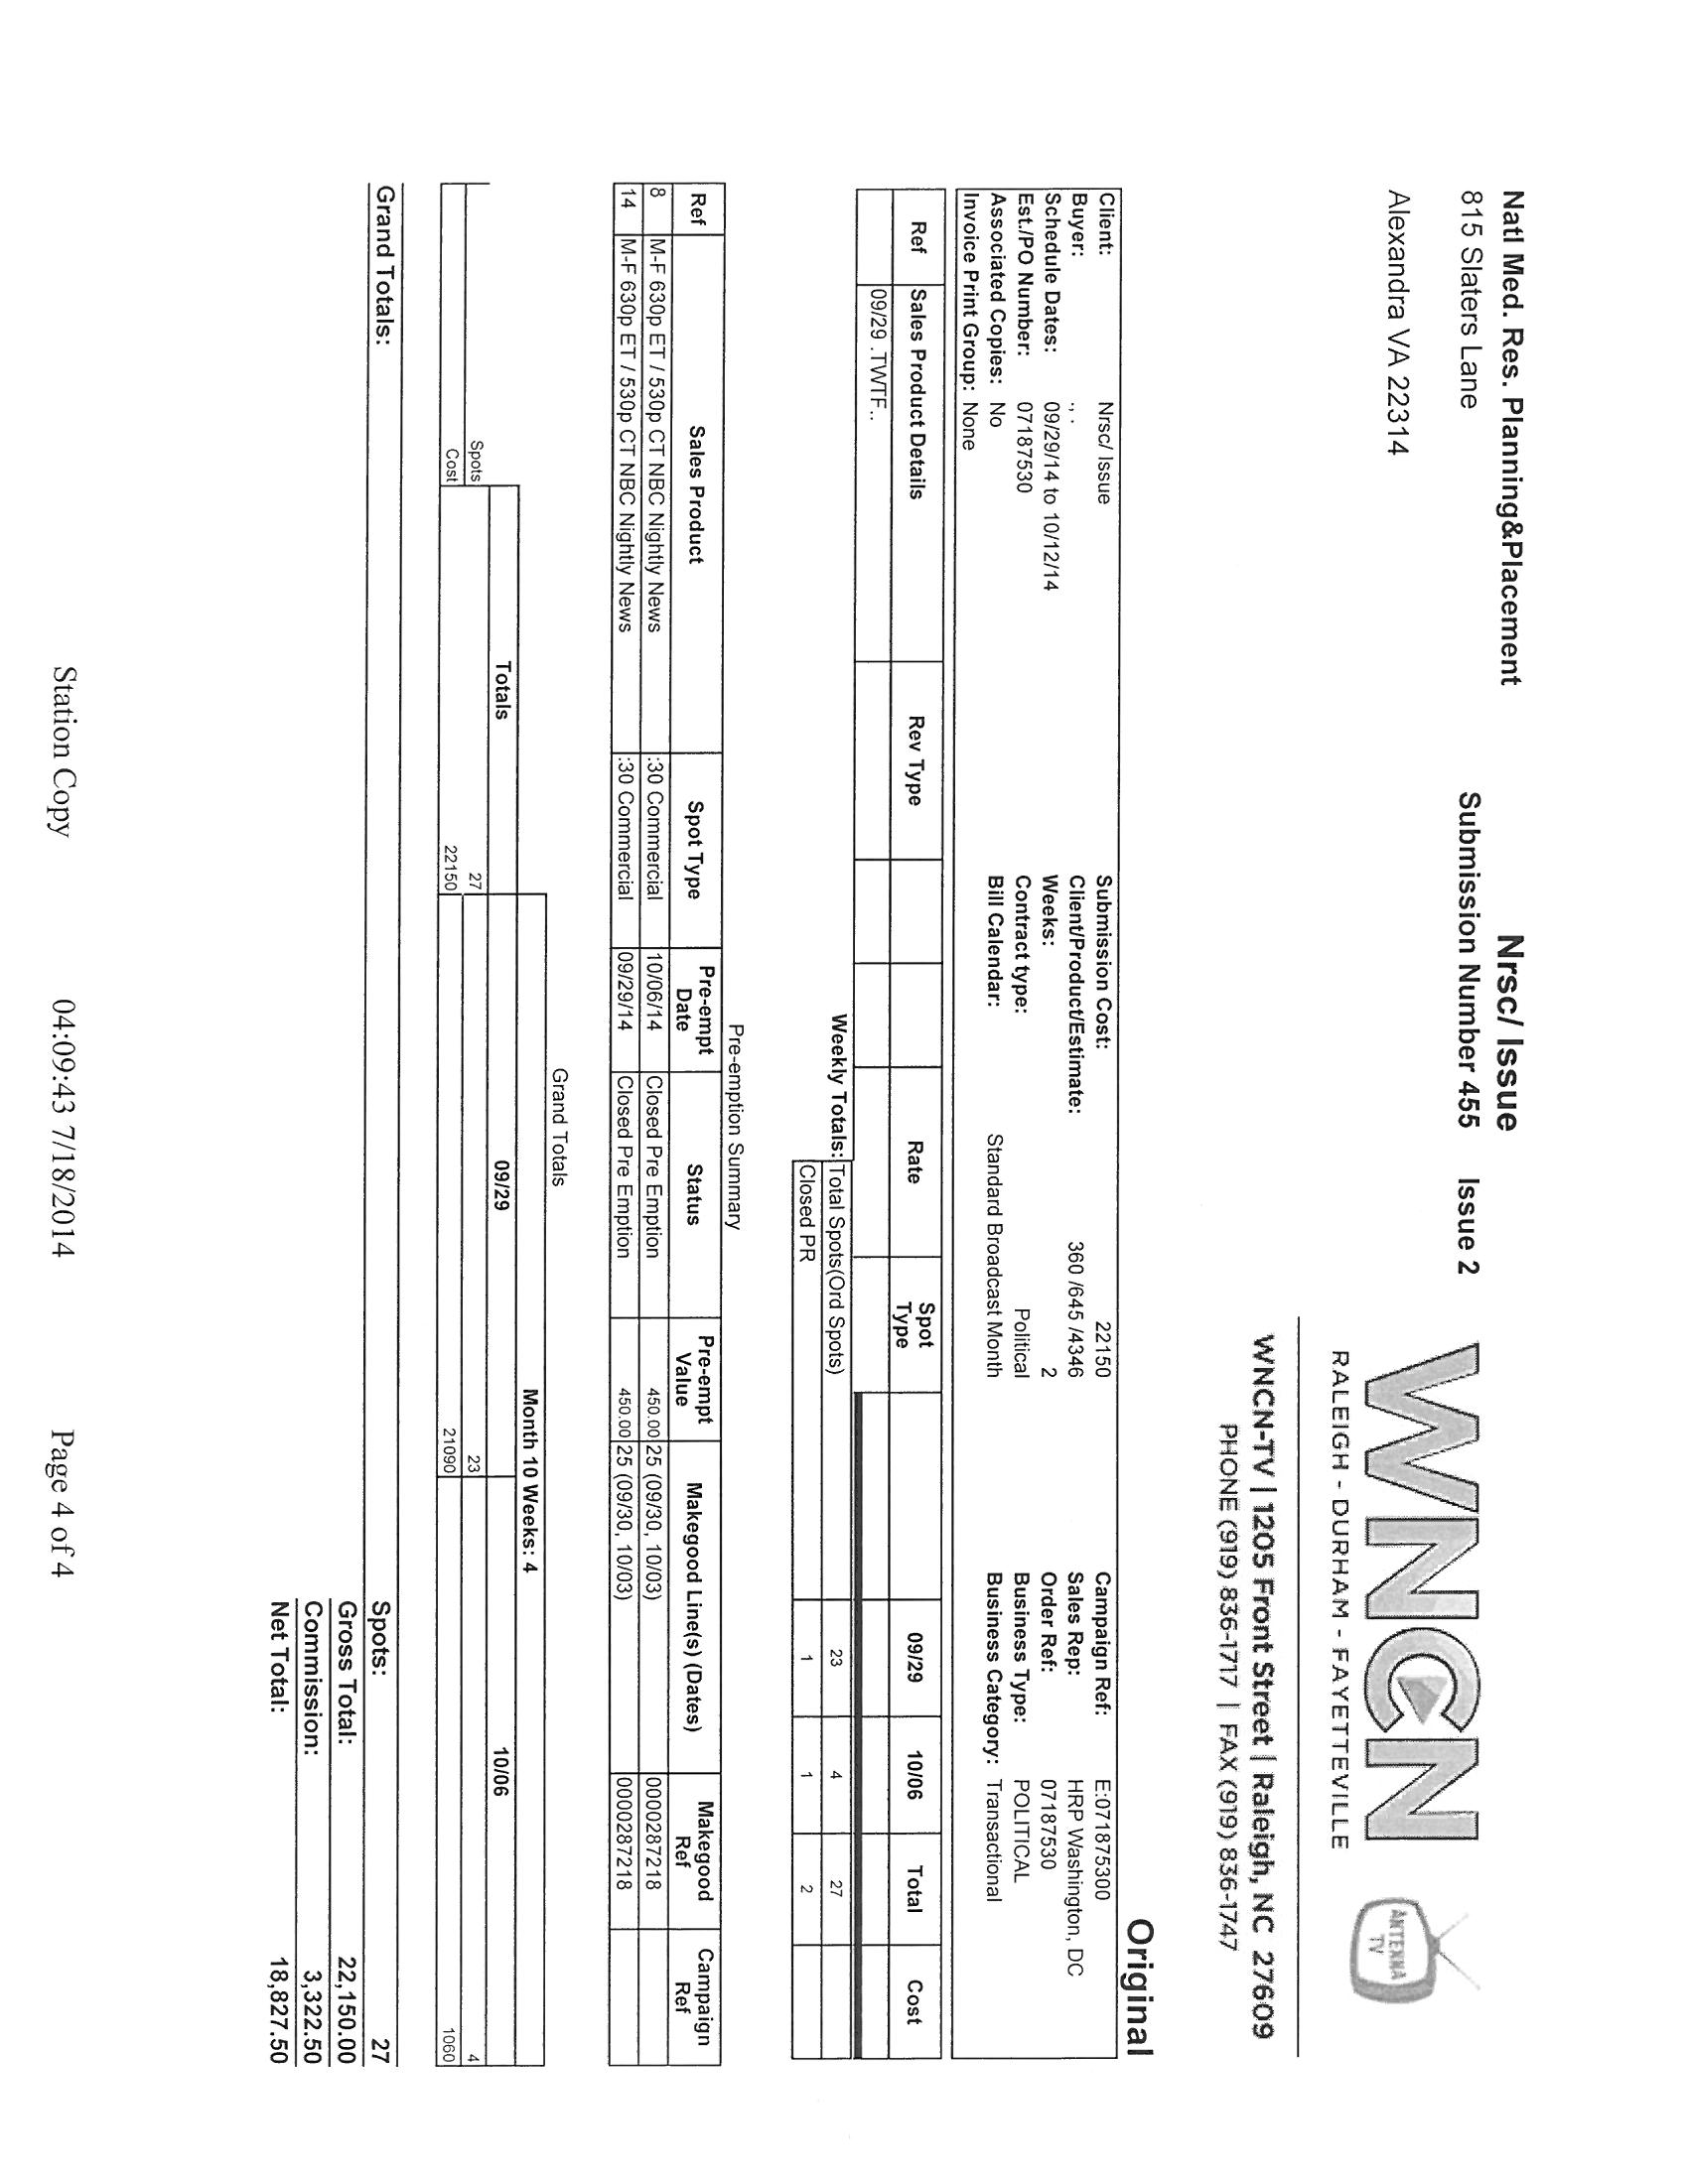 Natl Med. Res. Planning&Placement
815 Slaters Lane
Alexandra VA 22314
Nrsc/ Issue
Submission Number 455 Issue 2
WNCN
RALEIGH - DURHAM - FAYETTEVILLE
ANTENNA TV
WNCN-TV | 1205 Front Street | Raleigh, NC 27609
PHONE (919) 836-1717 | FAX (919) 836-1747
Original
Client: Nrsc/ Issue Submission Cost: 22150 Campaign Ref: E:071875300
Buyer: ., . Client/Product/Estimate: 360 /645 /4346 Sales Rep: HRP Washington, DC
Schedule Dates: 09/29/14 to 10/12/14 Weeks: 2 Order Ref: 07187530
Est./PO Number: 07187530 Contract type: Political Business Type: POLITICAL
Associated Copies: No Bill Calendar: Standard Broadcast Month Business Category: Transactional
Invoice Print Group: None
Ref Sales Product Details Rev Type Rate Spot Type 09/29 10/06 Total Cost
09/29 .TWTF..
Weekly Totals: Total Spots(Ord Spots) 23 4 27
Closed PR 1 1 2
Pre-emption Summary
Ref Sales Product Spot Type Pre-empt Date Status Pre-empt Value Makegood Line(s) (Dates) Makegood Ref Campaign Ref
8 M-F 630p ET / 530p CT NBC Nightly News :30 Commercial 10/06/14 Closed Pre Emption 450.00 25 (09/30, 10/03) 0000287218
14 M-F 630p ET / 530p CT NBC Nightly News :30 Commercial 09/29/14 Closed Pre Emption 450.00 25 (09/30, 10/03) 0000287218
Grand Totals
Month 10 Weeks: 4
Totals 09/29 10/06
Spots 27 23 4
Cost 22150 21090 1060
Grand Totals:
Spots: 27
Gross Total: 22,150.00
Commission: 3,322.50
Net Total: 18,827.50
Station Copy 04:09:43 7/18/2014 Page 4 of 4